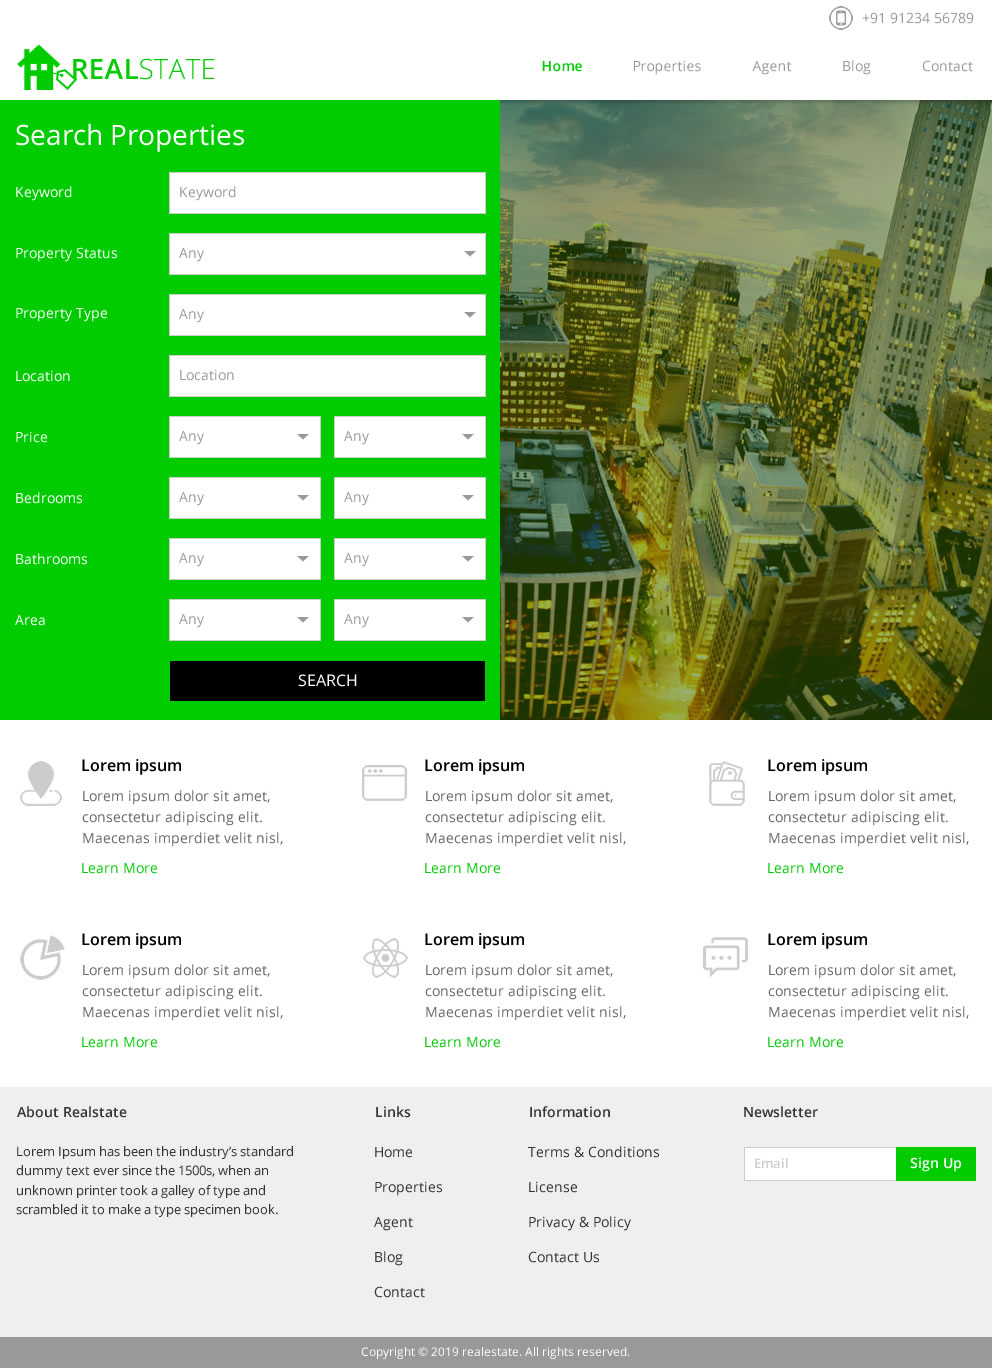 +91 91234 56789
REALSTATE
Home Properties Agent Blog Contact
Search Properties
Keyword Keyword
Property Status Any
Property Type Any
Location Location
Price Any Any
Bedrooms Any Any
Bathrooms Any Any
Area Any Any
SEARCH
Lorem ipsum
Lorem ipsum dolor sit amet,
consectetur adipiscing elit.
Maecenas imperdiet velit nisl,
Learn More
Lorem ipsum
Lorem ipsum dolor sit amet,
consectetur adipiscing elit.
Maecenas imperdiet velit nisl,
Learn More
Lorem ipsum
Lorem ipsum dolor sit amet,
consectetur adipiscing elit.
Maecenas imperdiet velit nisl,
Learn More
Lorem ipsum
Lorem ipsum dolor sit amet,
consectetur adipiscing elit.
Maecenas imperdiet velit nisl,
Learn More
Lorem ipsum
Lorem ipsum dolor sit amet,
consectetur adipiscing elit.
Maecenas imperdiet velit nisl,
Learn More
Lorem ipsum
Lorem ipsum dolor sit amet,
consectetur adipiscing elit.
Maecenas imperdiet velit nisl,
Learn More
About Realstate
Lorem Ipsum has been the industry's standard
dummy text ever since the 1500s, when an
unknown printer took a galley of type and
scrambled it to make a type specimen book.
Links
Home
Properties
Agent
Blog
Contact
Information
Terms & Conditions
License
Privacy & Policy
Contact Us
Newsletter
Email Sign Up
Copyright © 2019 realestate. All rights reserved.